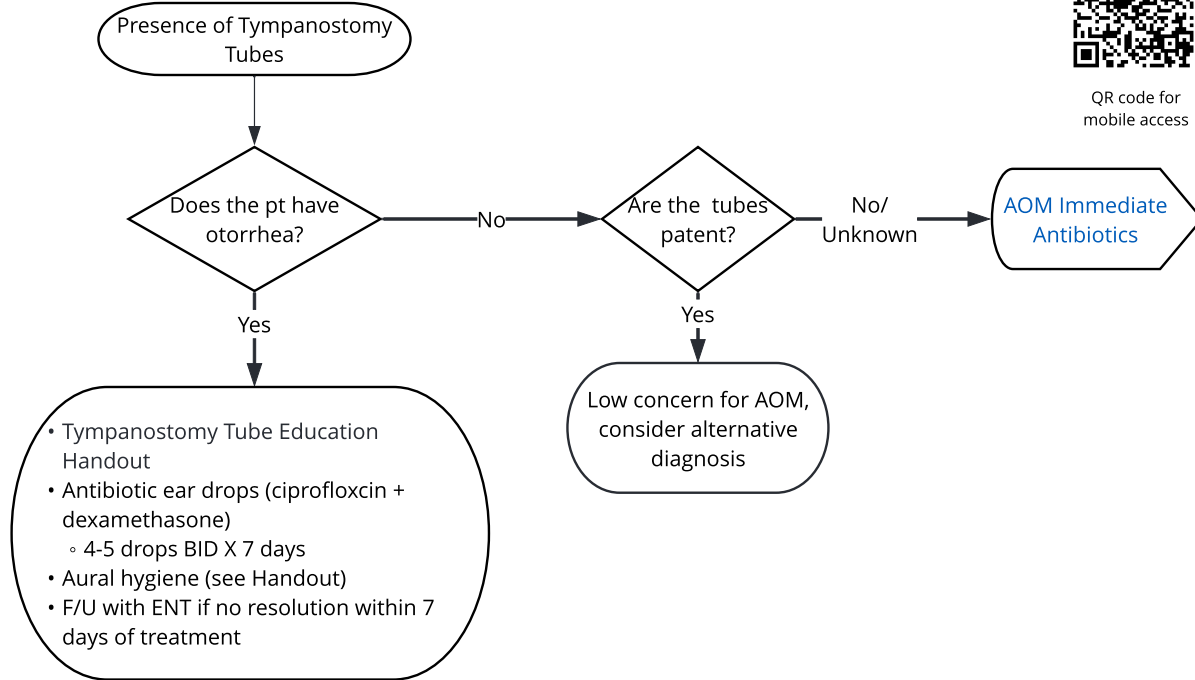 Presence of Tympanostomy
Tubes
QR code for
mobile access
Does the pt have
otorrhea?
No
Are the  tubes
patent?
No/
Unknown
AOM Immediate
Antibiotics
Yes
Yes
Low concern for AOM,
consider alternative
diagnosis
• Tympanostomy Tube Education
Handout
• Antibiotic ear drops (ciprofloxcin +
dexamethasone)
◦ 4-5 drops BID X 7 days
• Aural hygiene (see Handout)
• F/U with ENT if no resolution within 7
days of treatment